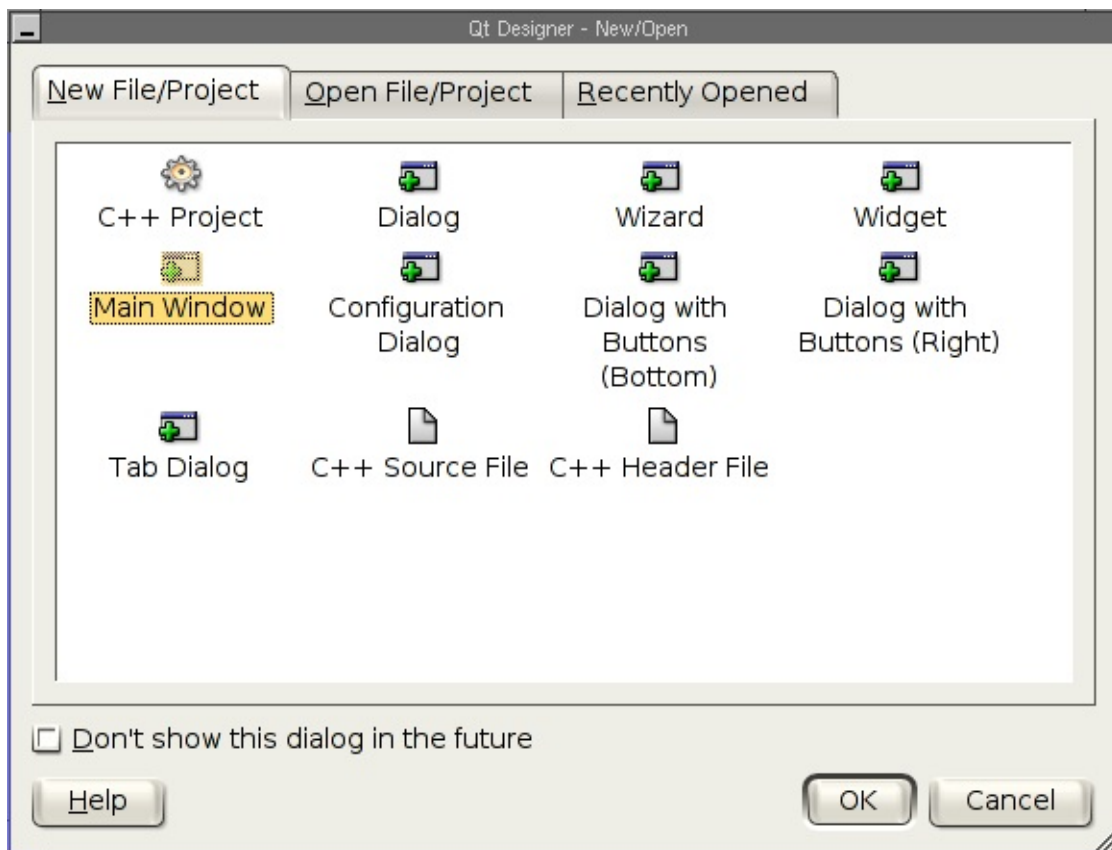 Qt Designer - New/Open
New File/Project Open File/Project Recently Opened
C++ Project Dialog Wizard Widget
Main Window Configuration Dialog with Dialog with
Dialog Buttons Buttons (Right)
(Bottom)
Tab Dialog C++ Source File C++ Header File
Don't show this dialog in the future
Help OK Cancel